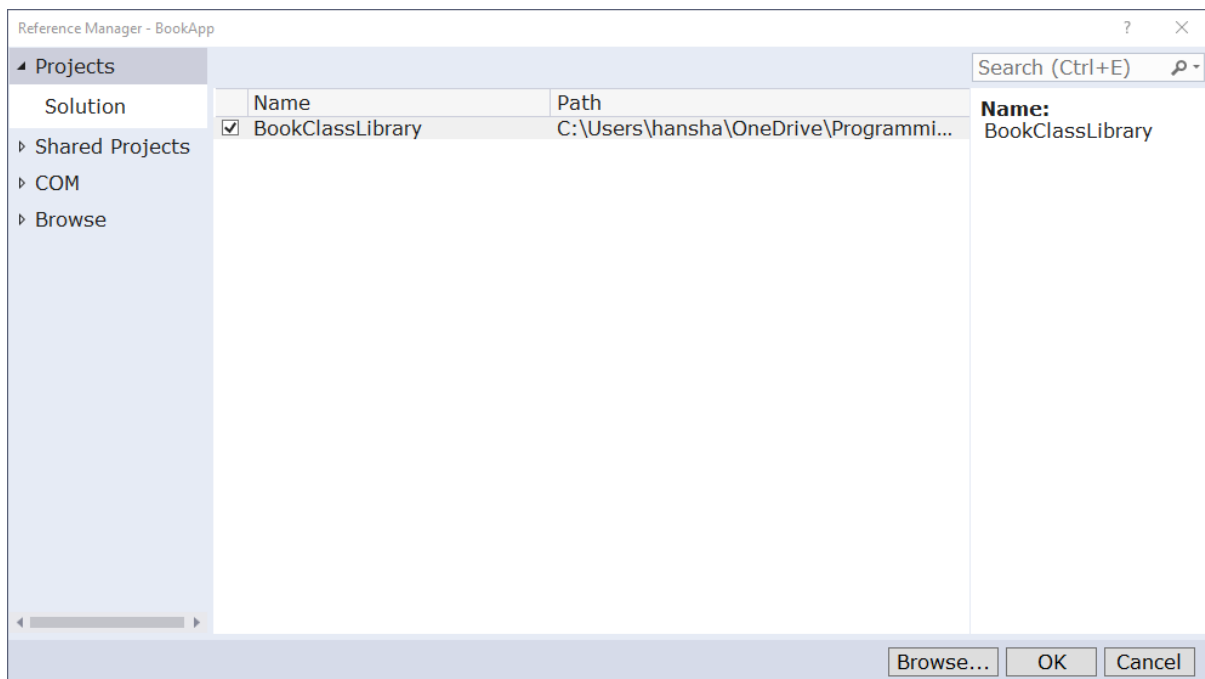 Reference Manager - BookApp
Projects
Search (Ctrl+E)
Solution
Name Path
Name:
BookClassLibrary C:\Users\hansha\OneDrive\Programmi...
BookClassLibrary
Shared Projects
COM
Browse
Browse... OK Cancel